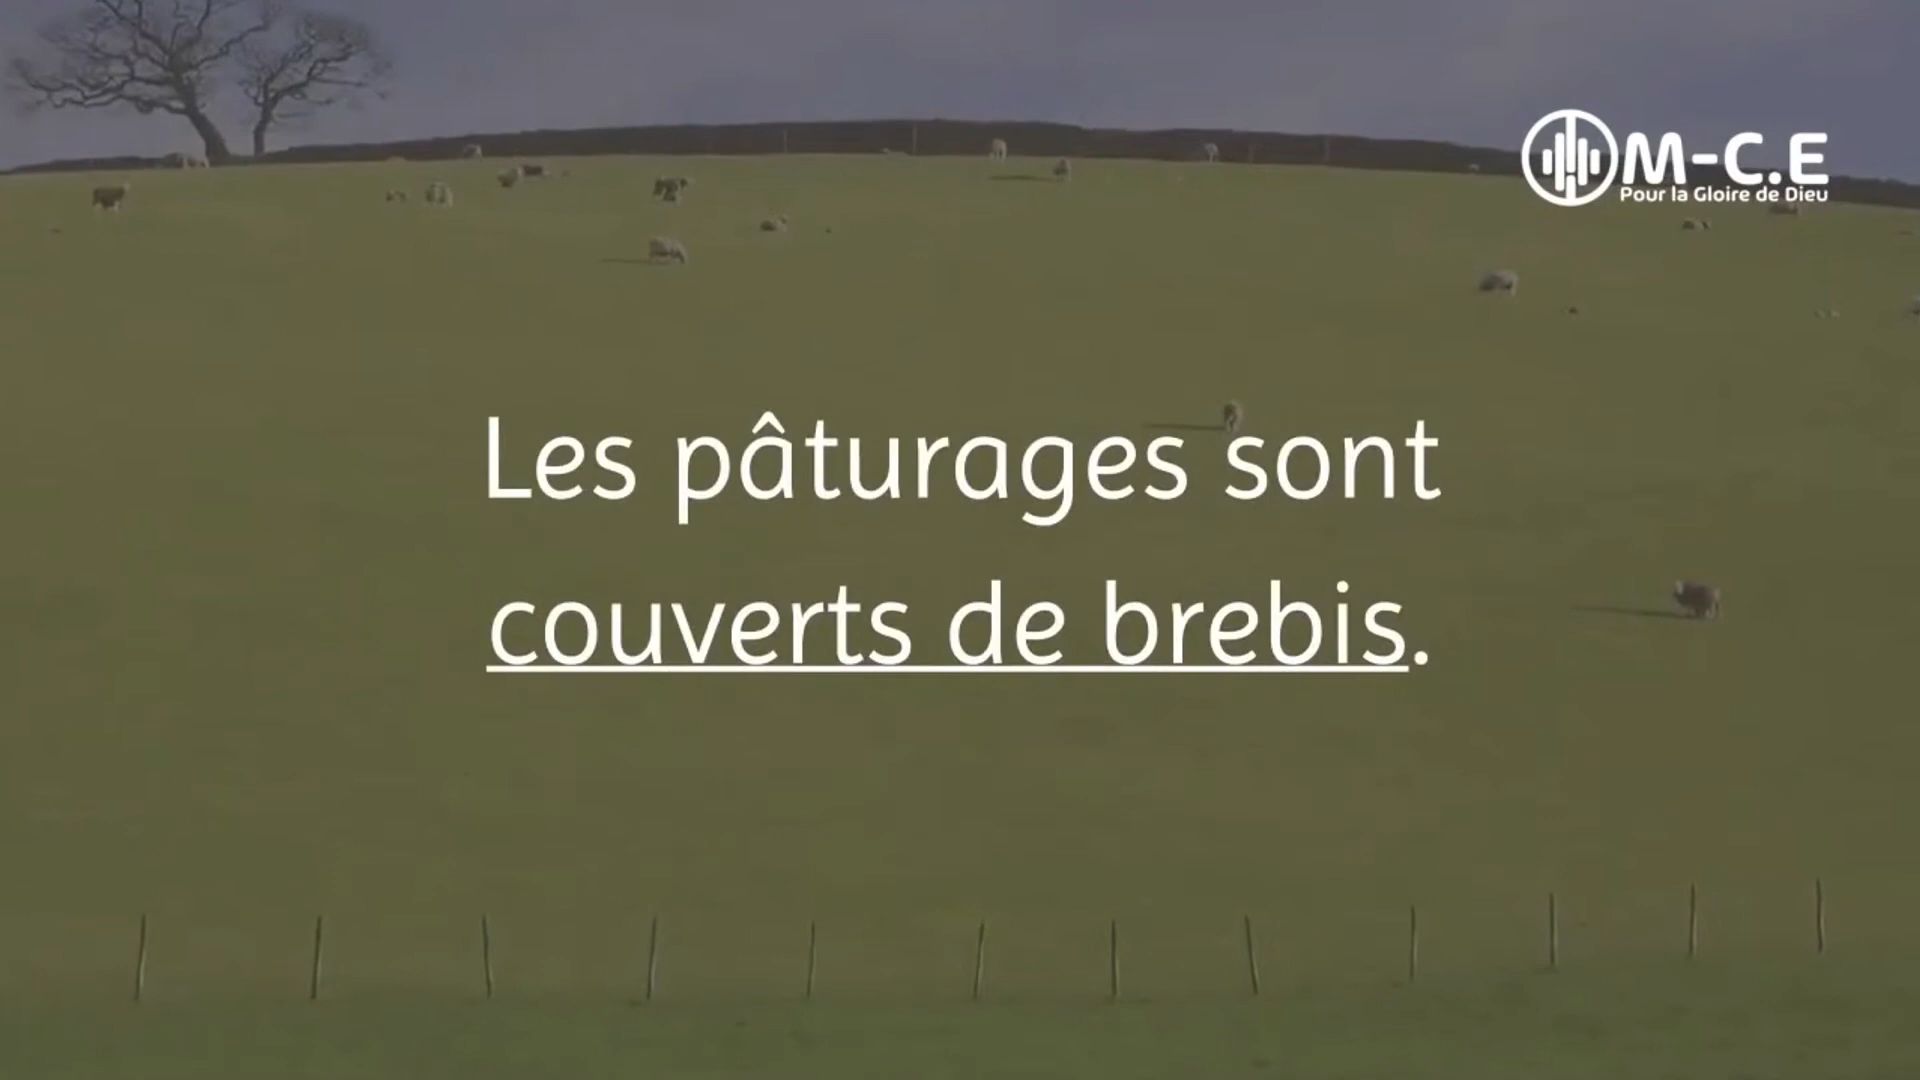 M-C.E
Pour la Gloire de Dieu
Les pâturages sont
couverts de brebis.